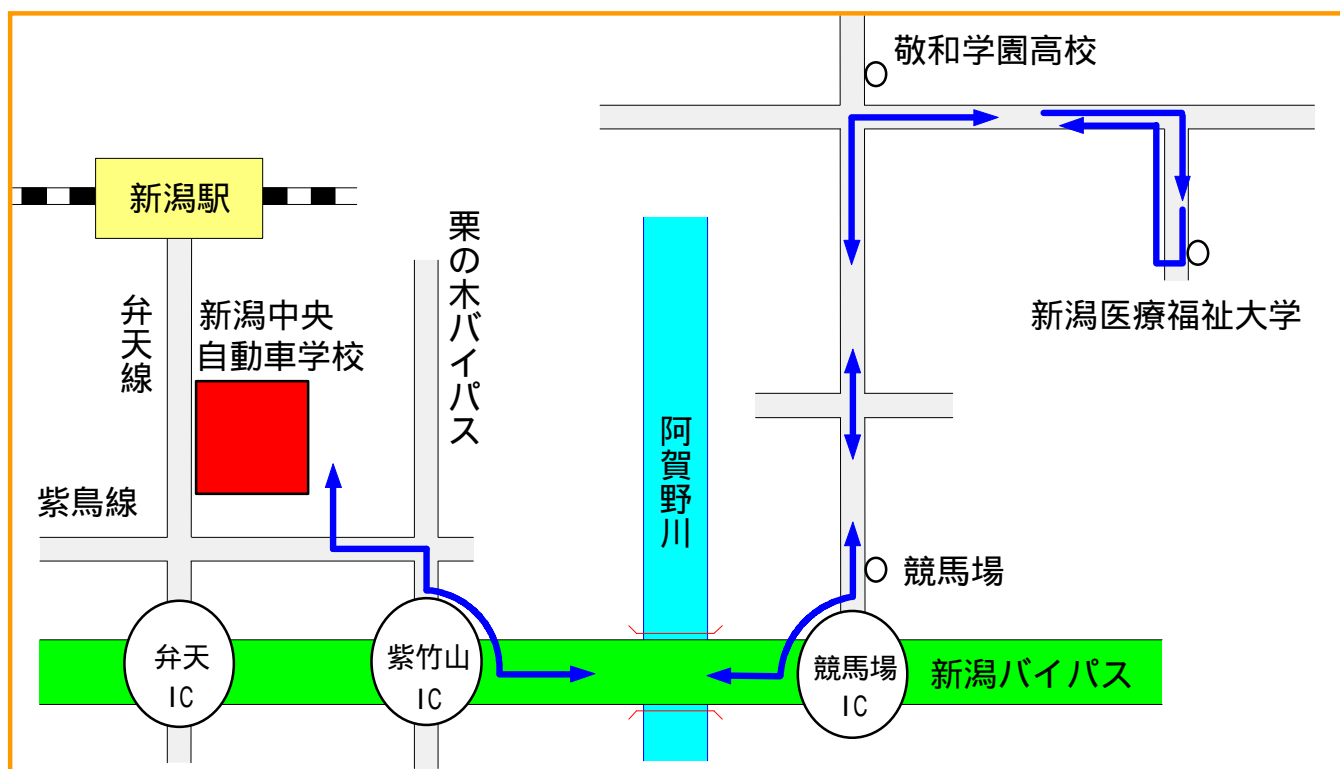 敬和学園高校
新潟駅
栗の木バイパス
弁天線
新潟中央
自動車学校
新潟医療福祉大学
阿賀野川
紫鳥線
競馬場
弁天
IC
紫竹山
IC
競馬場
IC
新潟バイパス